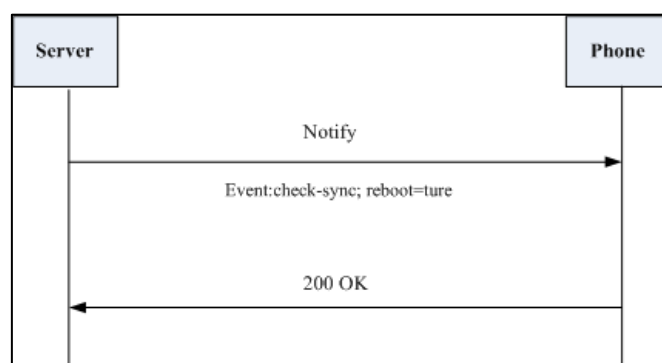 Server
Phone
Notify
Event:check-sync; reboot=ture
200 OK